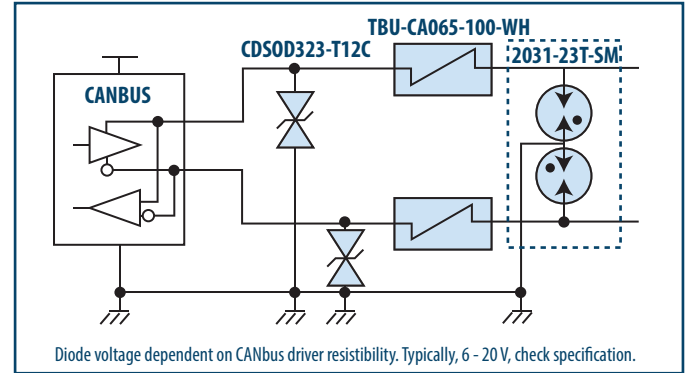 TBU-CA065-100-WH
CDSOD323-T12C
2031-23T-SM
CANBUS
Diode voltage dependent on CANbus driver resistibility. Typically, 6 - 20 V, check specification.